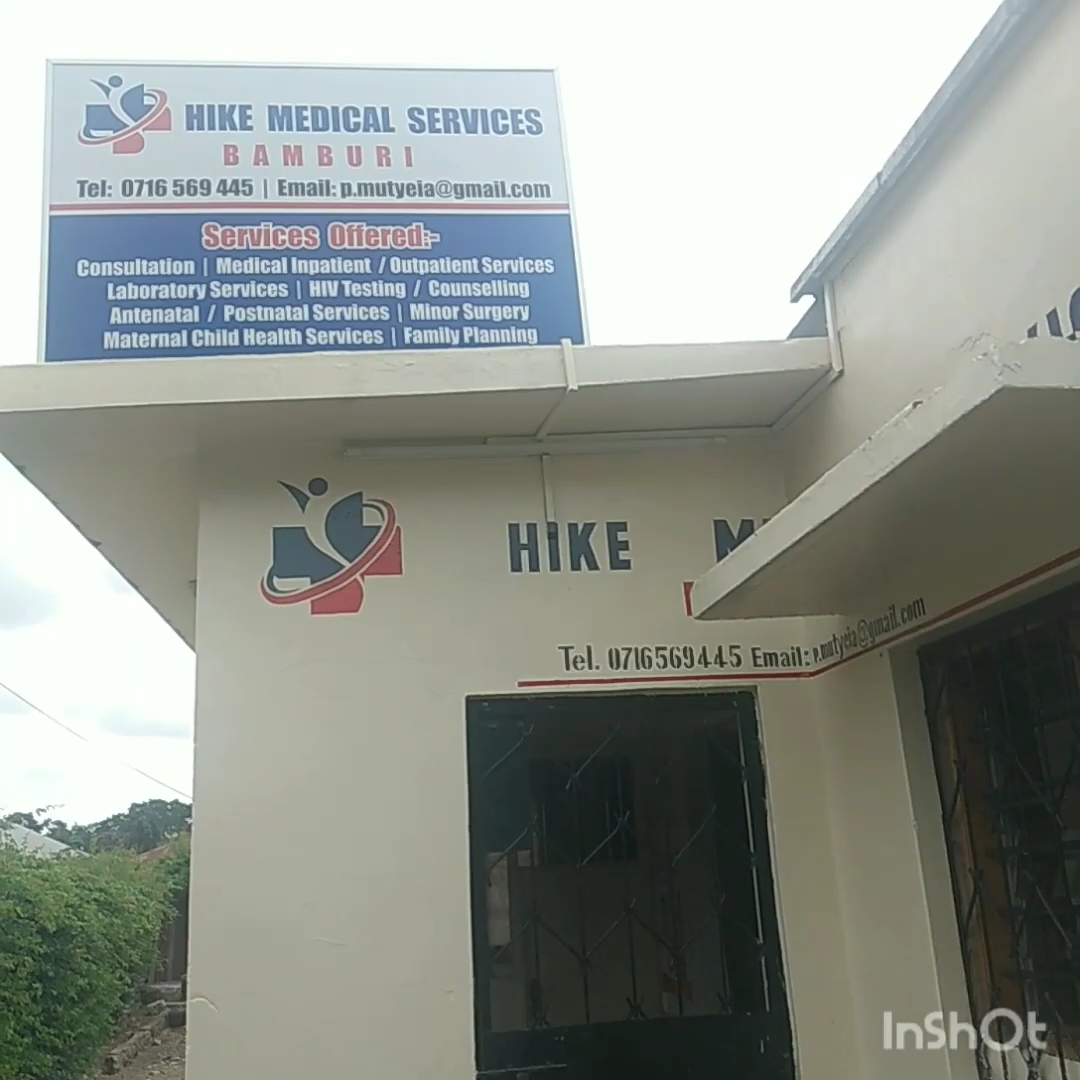 HIKE MEDICAL SERVICES
BAMBURI
Tel: 0716 569 445 | Email: p.mutyeia@gmail.com
Services Offered:-
Consultation | Medical Inpatient / Outpatient Services
Laboratory Services | HIV Testing / Counselling
Antenatal / Postnatal Services | Minor Surgery
Maternal Child Health Services | Family Planning
HiKE
Tel. 0716569445 Email: p.mutyeia@gmail.com
InShOt